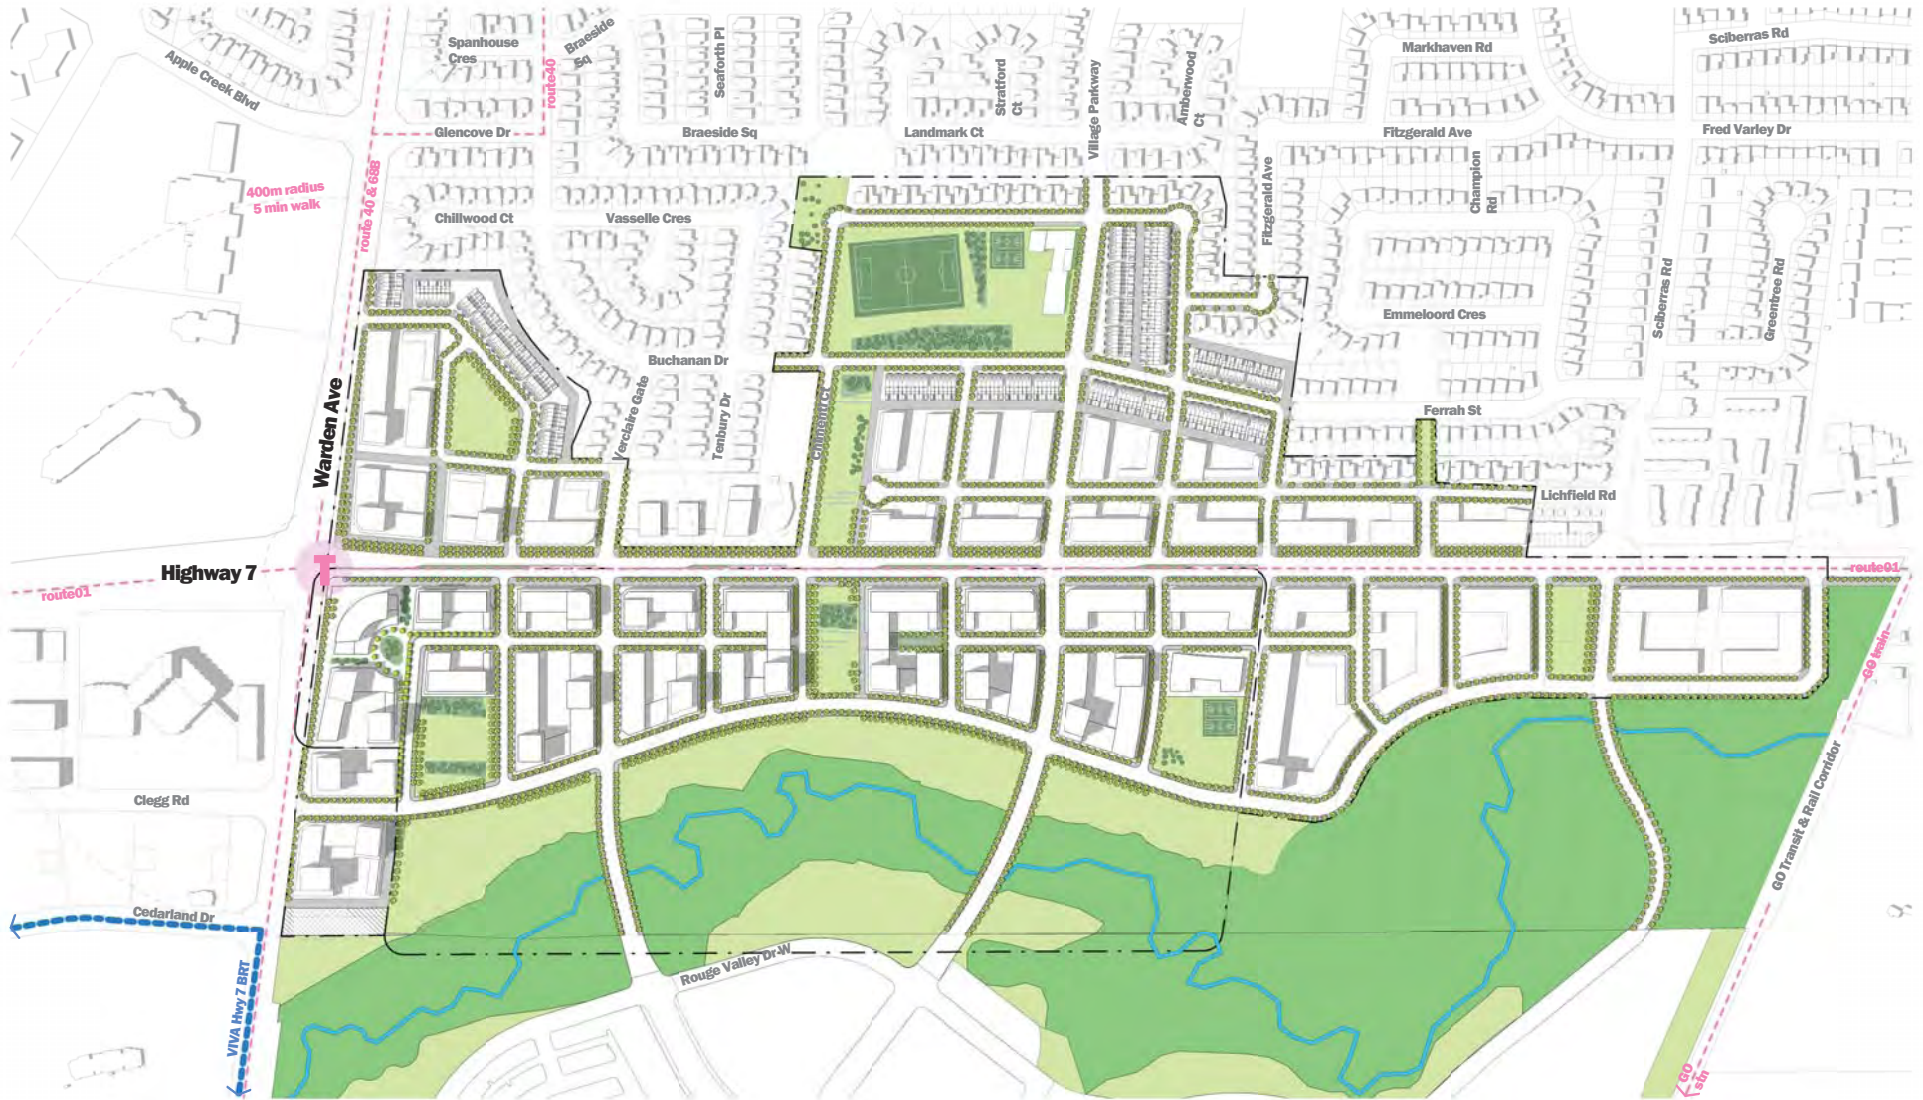 Spanhouse
Cres
Braeside
Sq
Seaforth Pl
Stratford
Ct
Village Parkway
Amberwood
Ct
Markhaven Rd
Sciberras Rd
Apple Creek Blvd
route40
Glencove Dr
Braeside Sq
Landmark Ct
Fitzgerald Ave
Fred Varley Dr
400m radius
5 min walk
route 40 & 68B
Chillwood Ct
Vasselle Cres
Fitzgerald Ave
Champion
Rd
Sciberras Rd
Greentree Rd
Emmeloord Cres
Buchanan Dr
Warden Ave
Verclaire Gate
Tenbury Dr
Ferrah St
Lichfield Rd
T
Highway 7
route01
route01
GO train
Clegg Rd
GO Transit & Rail Corridor
Cedarland Dr
Rouge Valley Dr W
VIVA Hwy 7 BRT
GO
stn